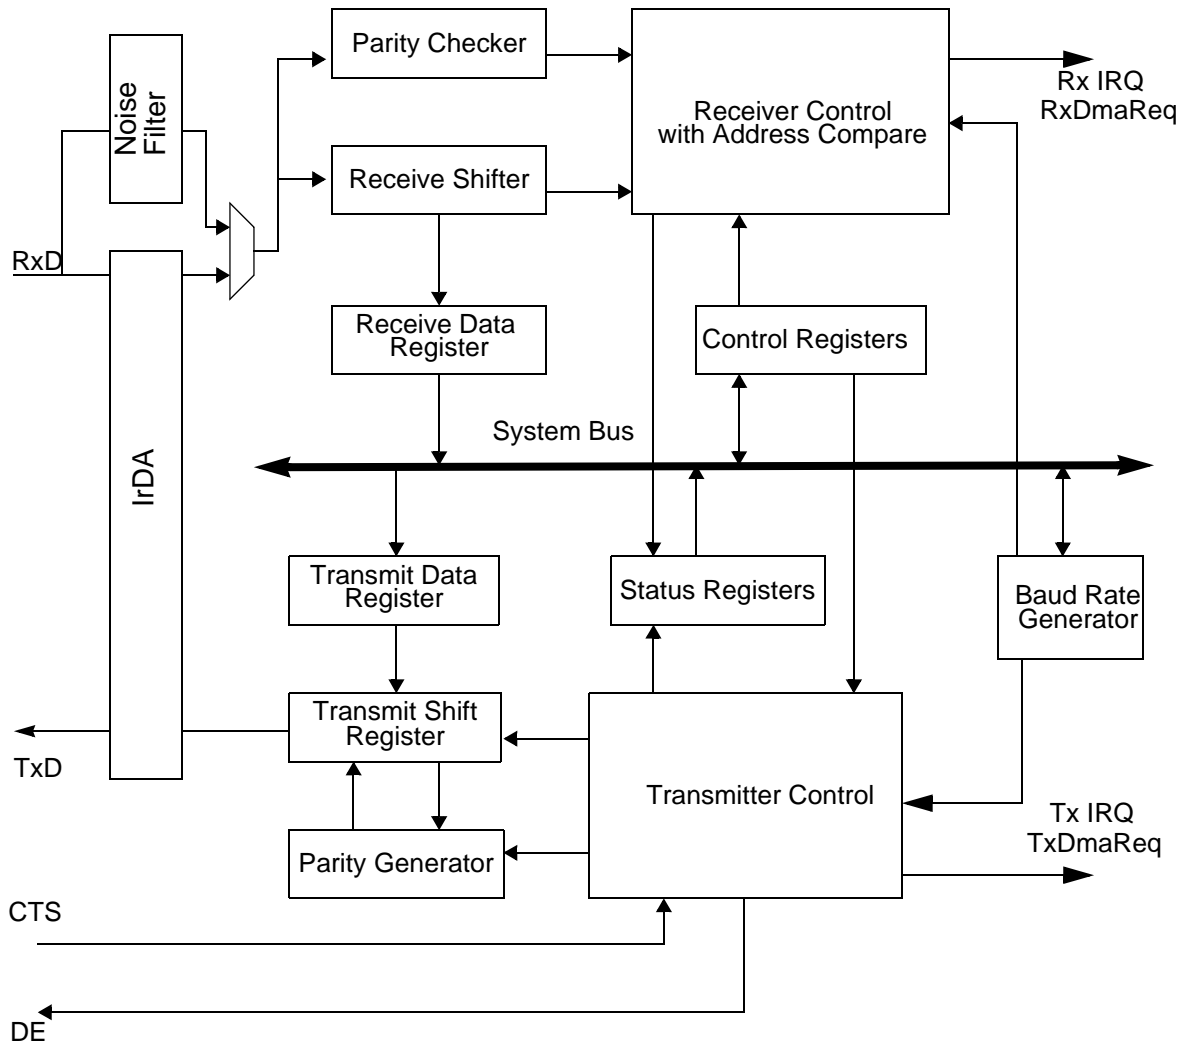 Parity Checker
Noise
Filter
Rx IRQ
RxDmaReq
Receiver Control
with Address Compare
Receive Shifter
RxD
Receive Data
Register
Control Registers
System Bus
IrDA
Transmit Data
Register
Status Registers
Baud Rate
Generator
Transmit Shift
Register
TxD
Transmitter Control
Tx IRQ
TxDmaReq
Parity Generator
CTS
DE